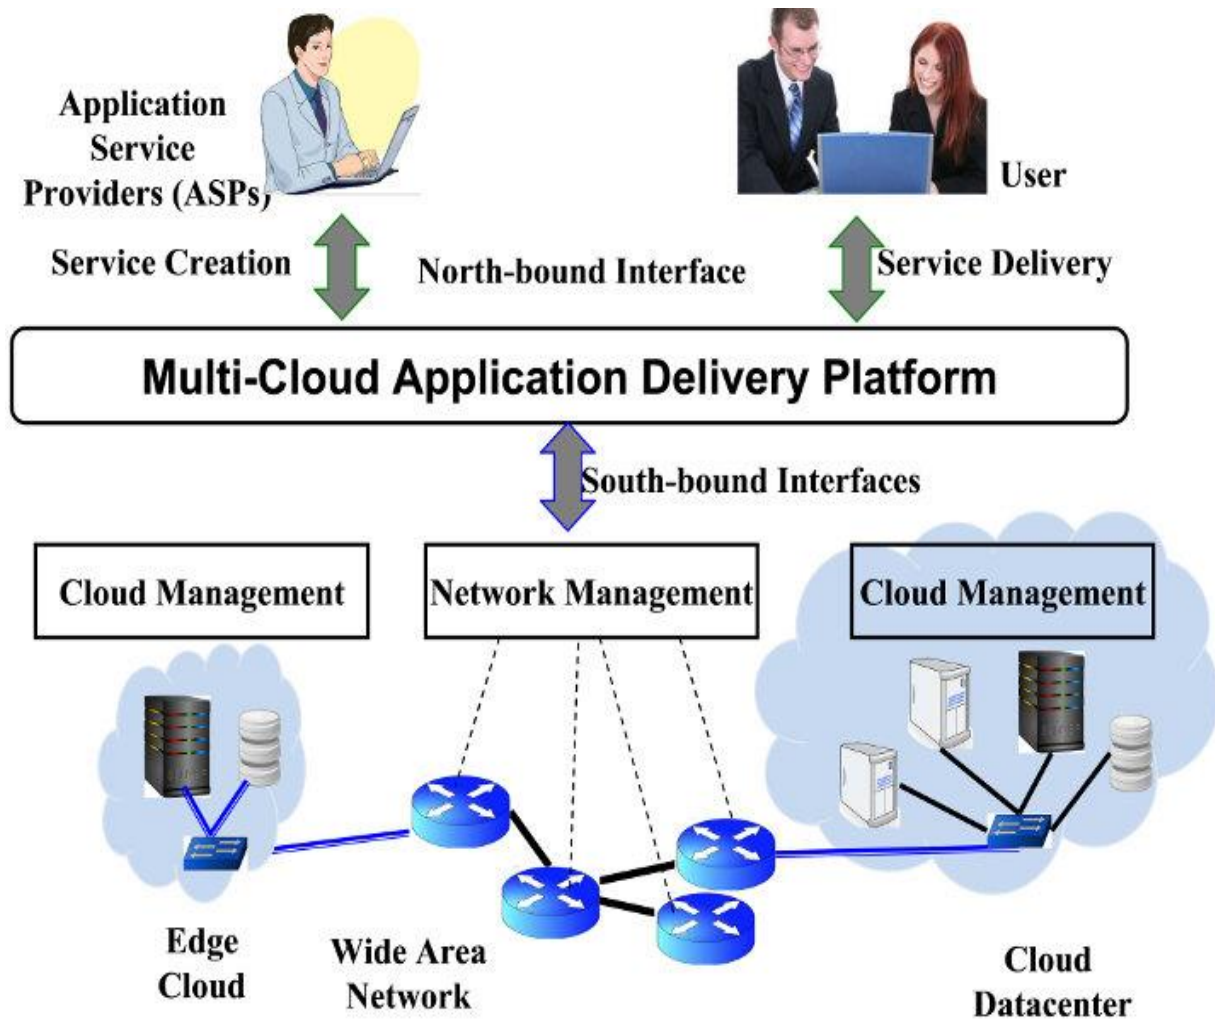 Application
Service
Providers (ASPs)
User
Service Creation
North-bound Interface
Service Delivery
Multi-Cloud Application Delivery Platform
South-bound Interfaces
Cloud Management
Network Management
Cloud Management
Edge
Cloud
Wide Area
Network
Cloud
Datacenter